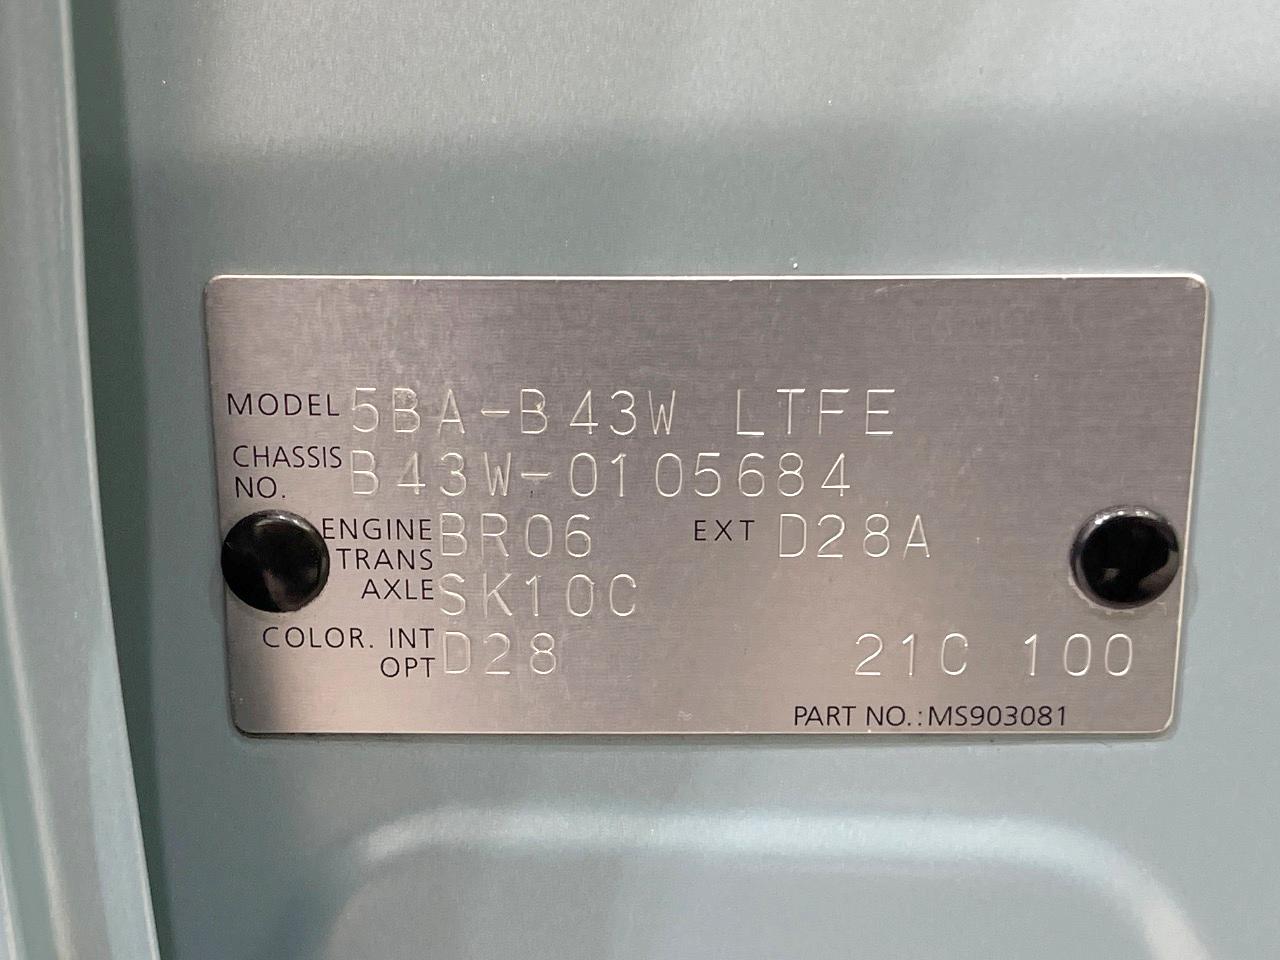 MODEL 5BA-B43W LTFE
CHASSIS NO. B43W-0105684
ENGINE BR06 EXT D28A
TRANS AXLE SK10C
COLOR. INT OPT D28 21C 100
PART NO.:MS903081